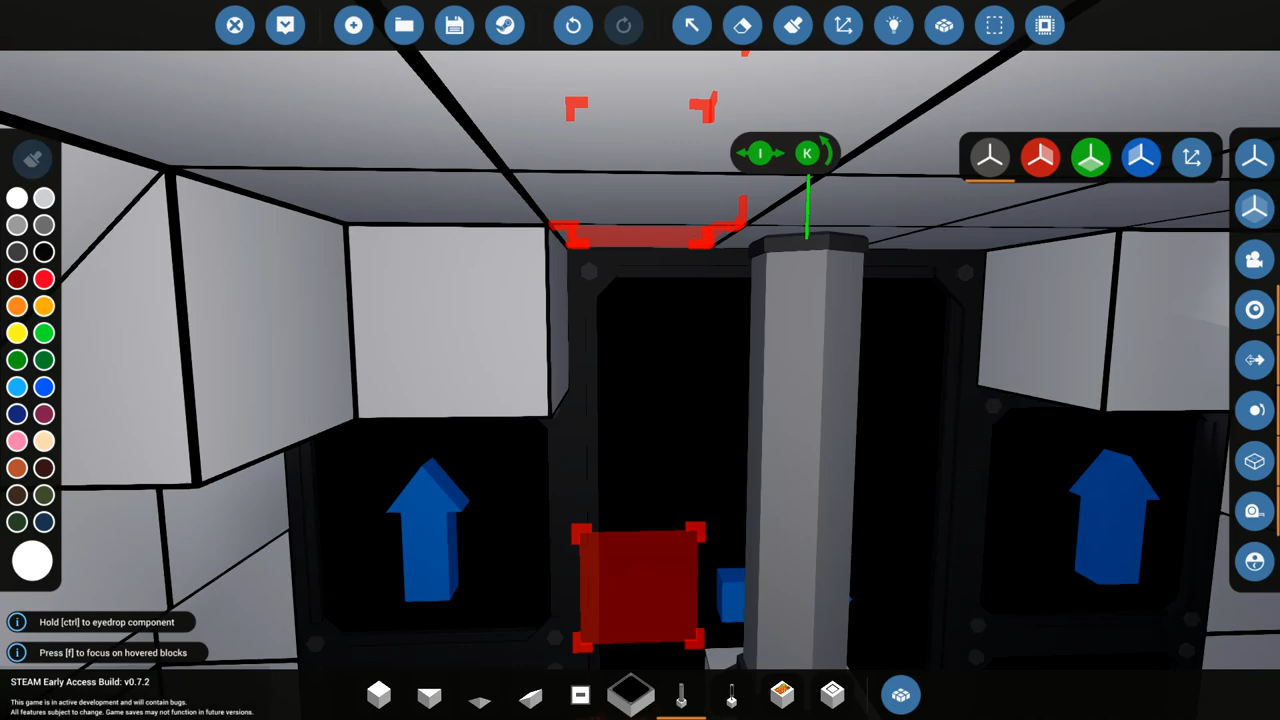 I
K
Hold [ctrl] to eyedrop component
Press [f] to focus on hovered blocks
STEAM Early Access Build: v0.7.2
This game is in active development and will contain bugs.
All features subject to change. Game saves may not function in future versions.